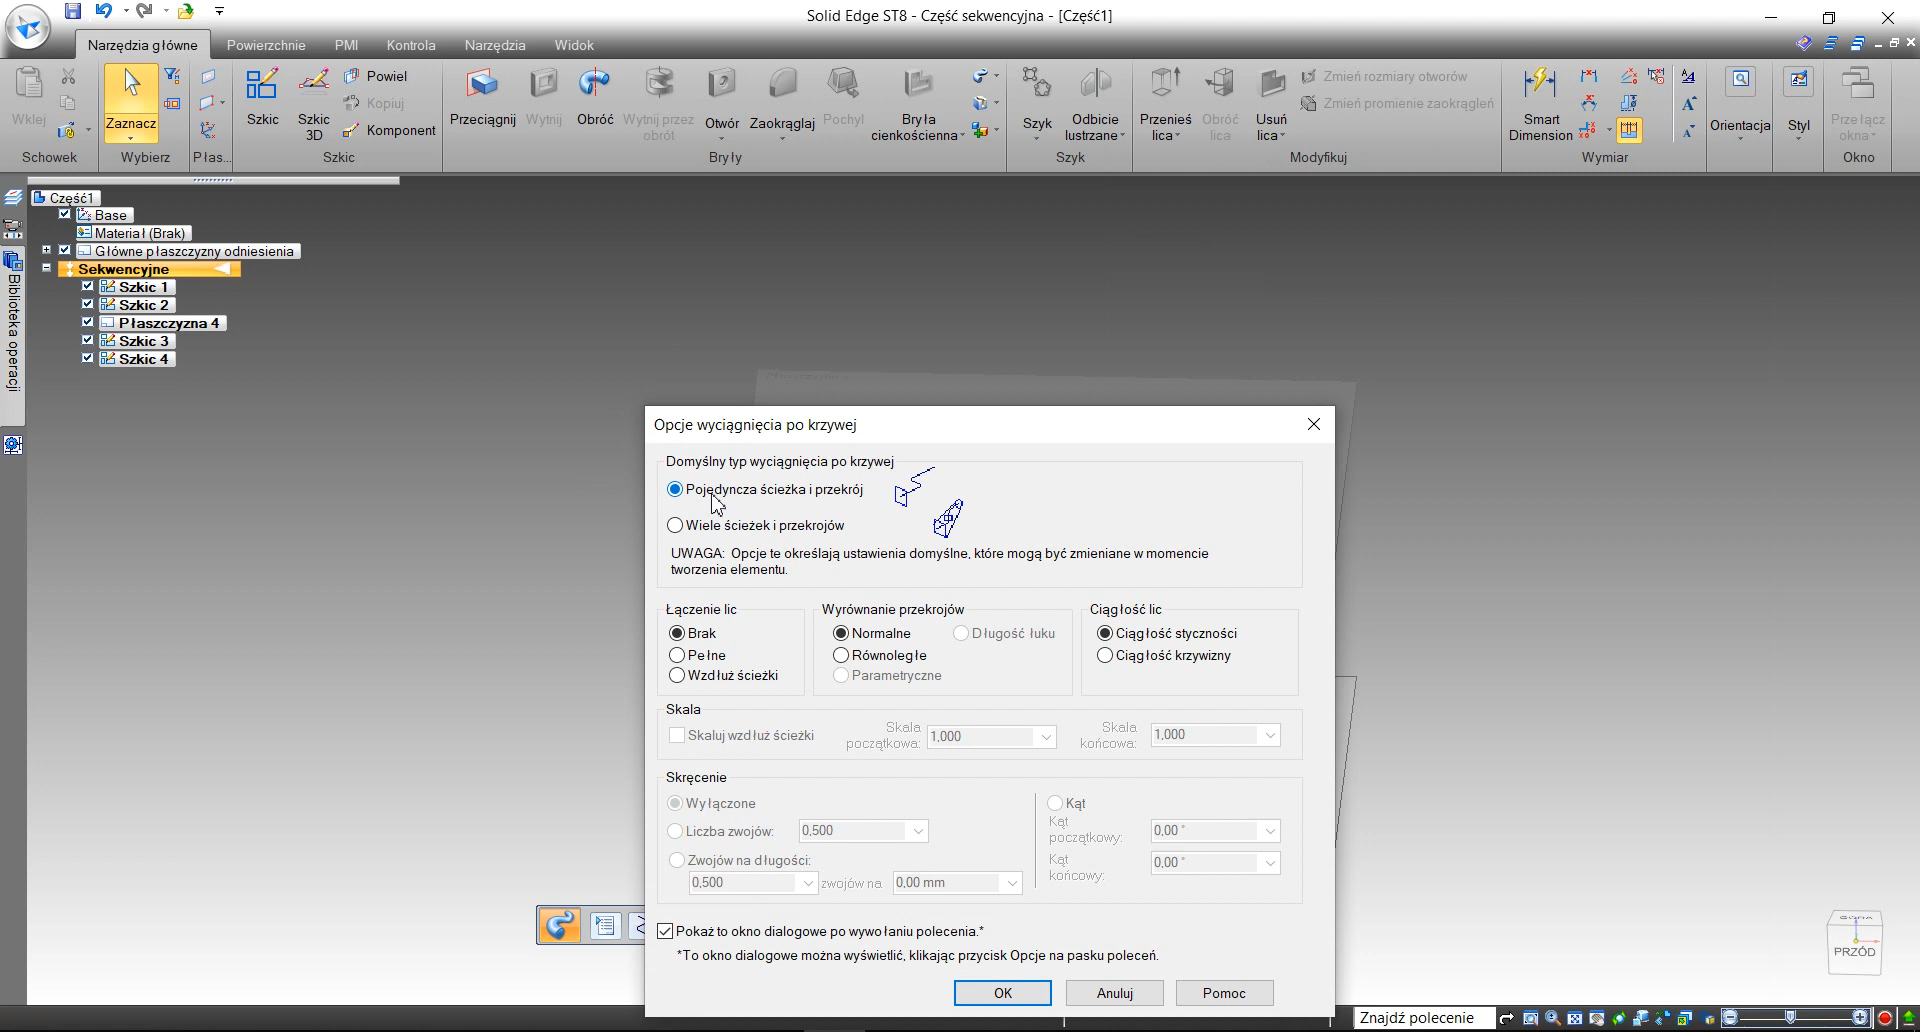 Solid Edge ST8 - Część sekwencyjna - [Część1]
Narzędzia główne Powierzchnie PMI Kontrola Narzędzia Widok
Wklej
Schowek
Zaznacz
Wybierz
Płas...
Szkic
Szkic 3D
Powiel
Kopiuj
Komponent
Szkic
Przeciągnij
Wytnij
Obróć
Wytnij przez obrót
Otwór
Zaokrąglaj
Pochyl
Bryła cienkościenna
Bryły
Szyk
Odbicie lustrzane
Szyk
Przenieś lica
Obróć lica
Usuń lica
Zmień rozmiary otworów
Zmień promienie zaokrągleń
Modyfikuj
Smart Dimension
Wymiar
Orientacja
Styl
Przełącz okna
Okno
Część1
Base
Materiał (Brak)
Główne płaszczyzny odniesienia
Sekwencyjne
Szkic 1
Szkic 2
Płaszczyzna 4
Szkic 3
Szkic 4
Biblioteka operacji
Opcje wyciągnięcia po krzywej
Domyślny typ wyciągnięcia po krzywej
Pojedyncza ścieżka i przekrój
Wiele ścieżek i przekrojów
UWAGA: Opcje te określają ustawienia domyślne, które mogą być zmieniane w momencie
tworzenia elementu.
Łączenie lic
Brak
Pełne
Wzdłuż ścieżki
Wyrównanie przekrojów
Normalne Długość łuku
Równoległe
Parametryczne
Ciągłość lic
Ciągłość styczności
Ciągłość krzywizny
Skala
Skaluj wzdłuż ścieżki
Skala początkowa: 1,000
Skala końcowa: 1,000
Skręcenie
Wyłączone
Liczba zwojów: 0,500
Zwojów na długości:
0,500 zwojów na 0,00 mm
Kąt
Kąt początkowy: 0,00 °
Kąt końcowy: 0,00 °
Pokaż to okno dialogowe po wywołaniu polecenia.*
*To okno dialogowe można wyświetlić, klikając przycisk Opcje na pasku poleceń.
OK Anuluj Pomoc
GÓRA
PRZÓD
Znajdź polecenie